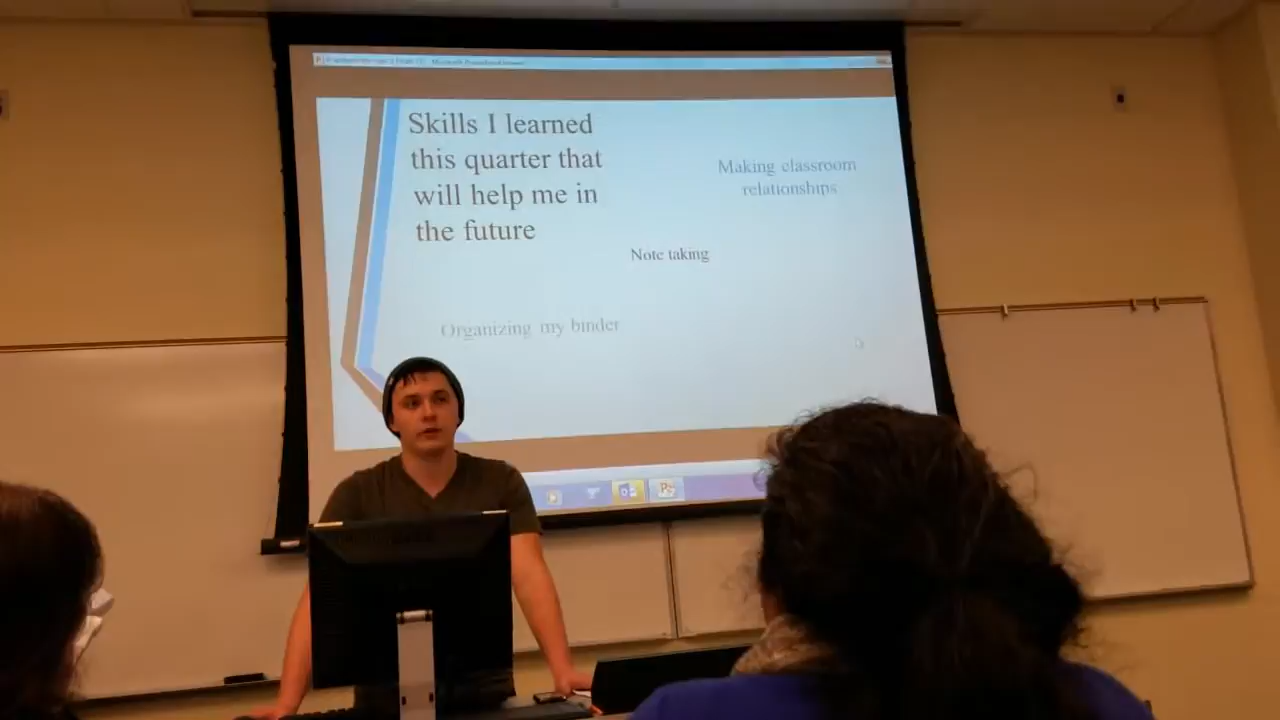 Skills I learned
this quarter that
will help me in
the future
Making classroom
relationships
Note taking
Organizing my binder